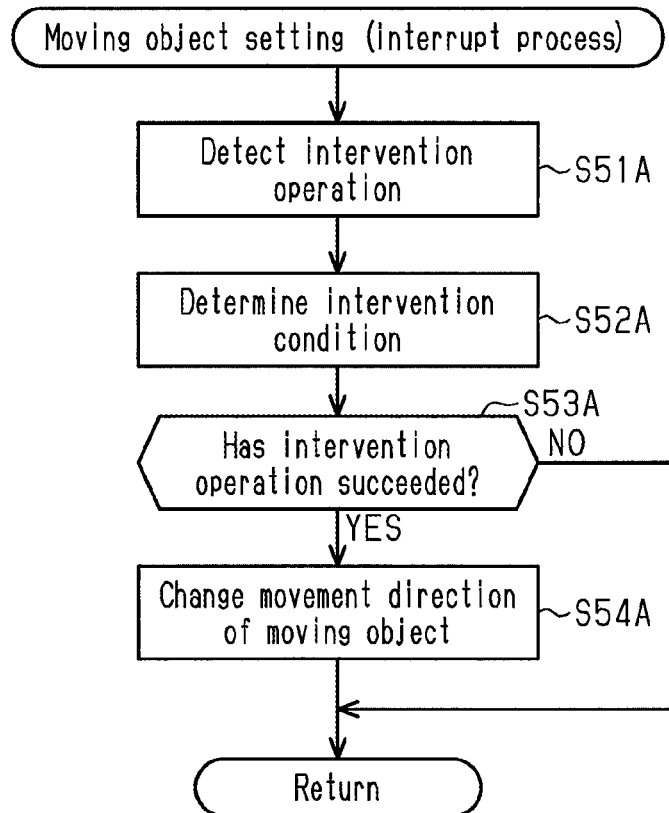 Moving object setting (interrupt process)
Detect intervention
operation
S51A
Determine intervention
condition
S52A
S53A
Has intervention
operation succeeded?
NO
YES
Change movement direction
of moving object
S54A
Return